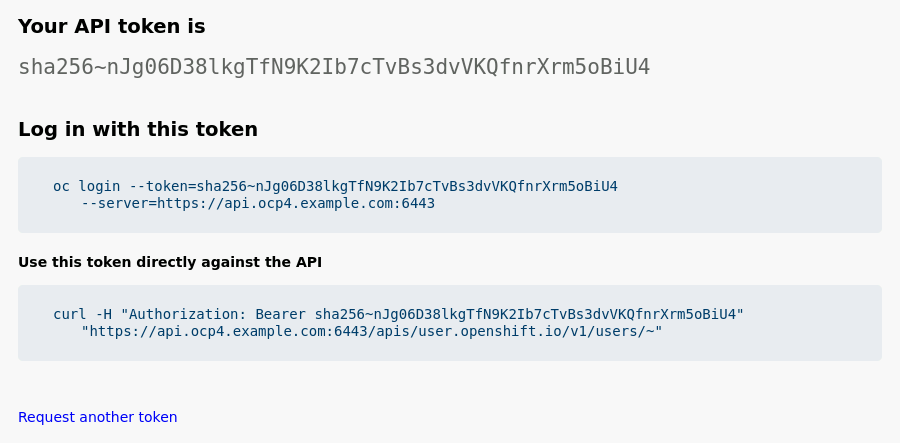 Your API token is
sha256~nJg06D38lkgTfN9K2Ib7cTvBs3dvVKQfnrXrm5oBiU4
Log in with this token
oc login --token=sha256~nJg06D38lkgTfN9K2Ib7cTvBs3dvVKQfnrXrm5oBiU4
--server=https://api.ocp4.example.com:6443
Use this token directly against the API
curl -H "Authorization: Bearer sha256~nJg06D38lkgTfN9K2Ib7cTvBs3dvVKQfnrXrm5oBiU4"
"https://api.ocp4.example.com:6443/apis/user.openshift.io/v1/users/~"
Request another token